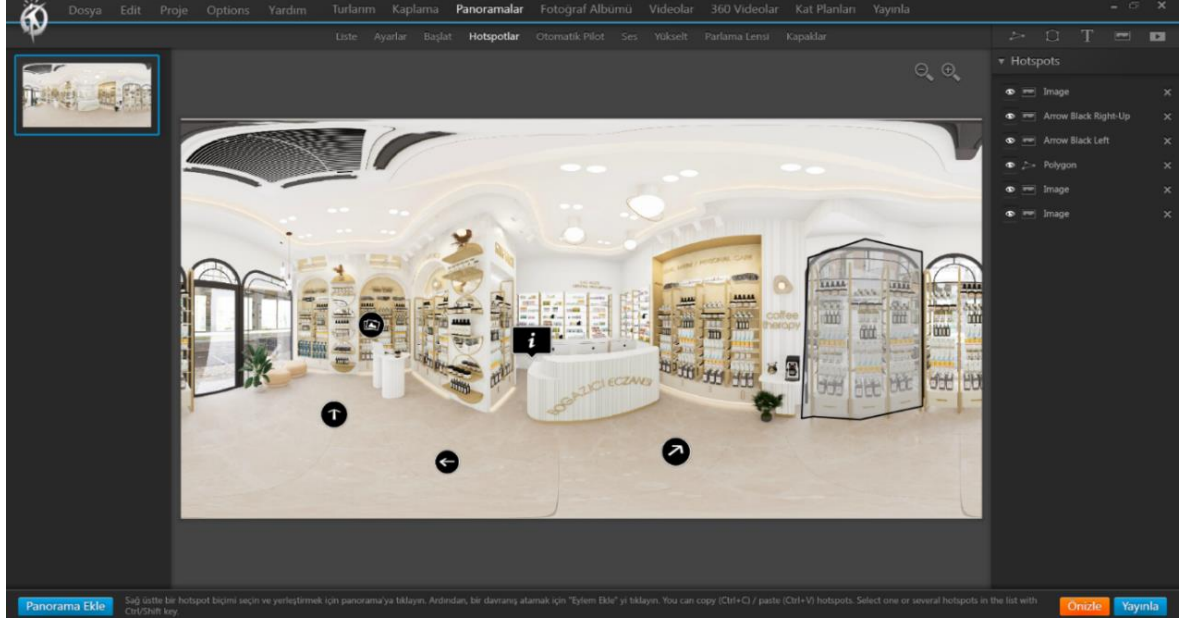 Dosya Edit Proje Options Yardım Turlarım Kaplama Panoramalar Fotoğraf Albümü Videolar 360 Videolar Kat Planları Yayınla
Liste Ayarlar Başlat Hotspotlar Otomatik Pilot Ses Yükselt Parlama Lensi Kapaklar
Hotspots
Image
Arrow Black Right-Up
Arrow Black Left
Polygon
Image
Image
PERSONAL CARE
coffee
therapy
i
BOĞAZİÇİ ECZANESİ
Panorama Ekle
Sağ üstte bir hotspot biçimi seçin ve yerleştirmek için panorama'ya tıklayın. Ardından, bir davranış atamak için "Eylem Ekle" yi tıklayın. You can copy (Ctrl+C) / paste (Ctrl+V) hotspots. Select one or several hotspots in the list with
Ctrl/Shift key.
Önizle Yayınla